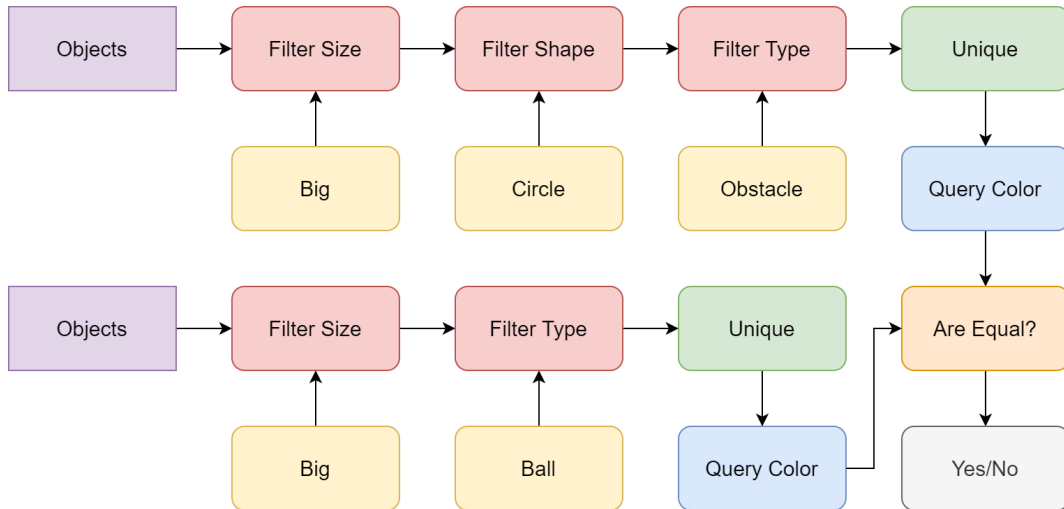 Objects
Filter Size
Filter Shape
Filter Type
Unique
Big
Circle
Obstacle
Query Color
Objects
Filter Size
Filter Type
Unique
Are Equal?
Big
Ball
Query Color
Yes/No